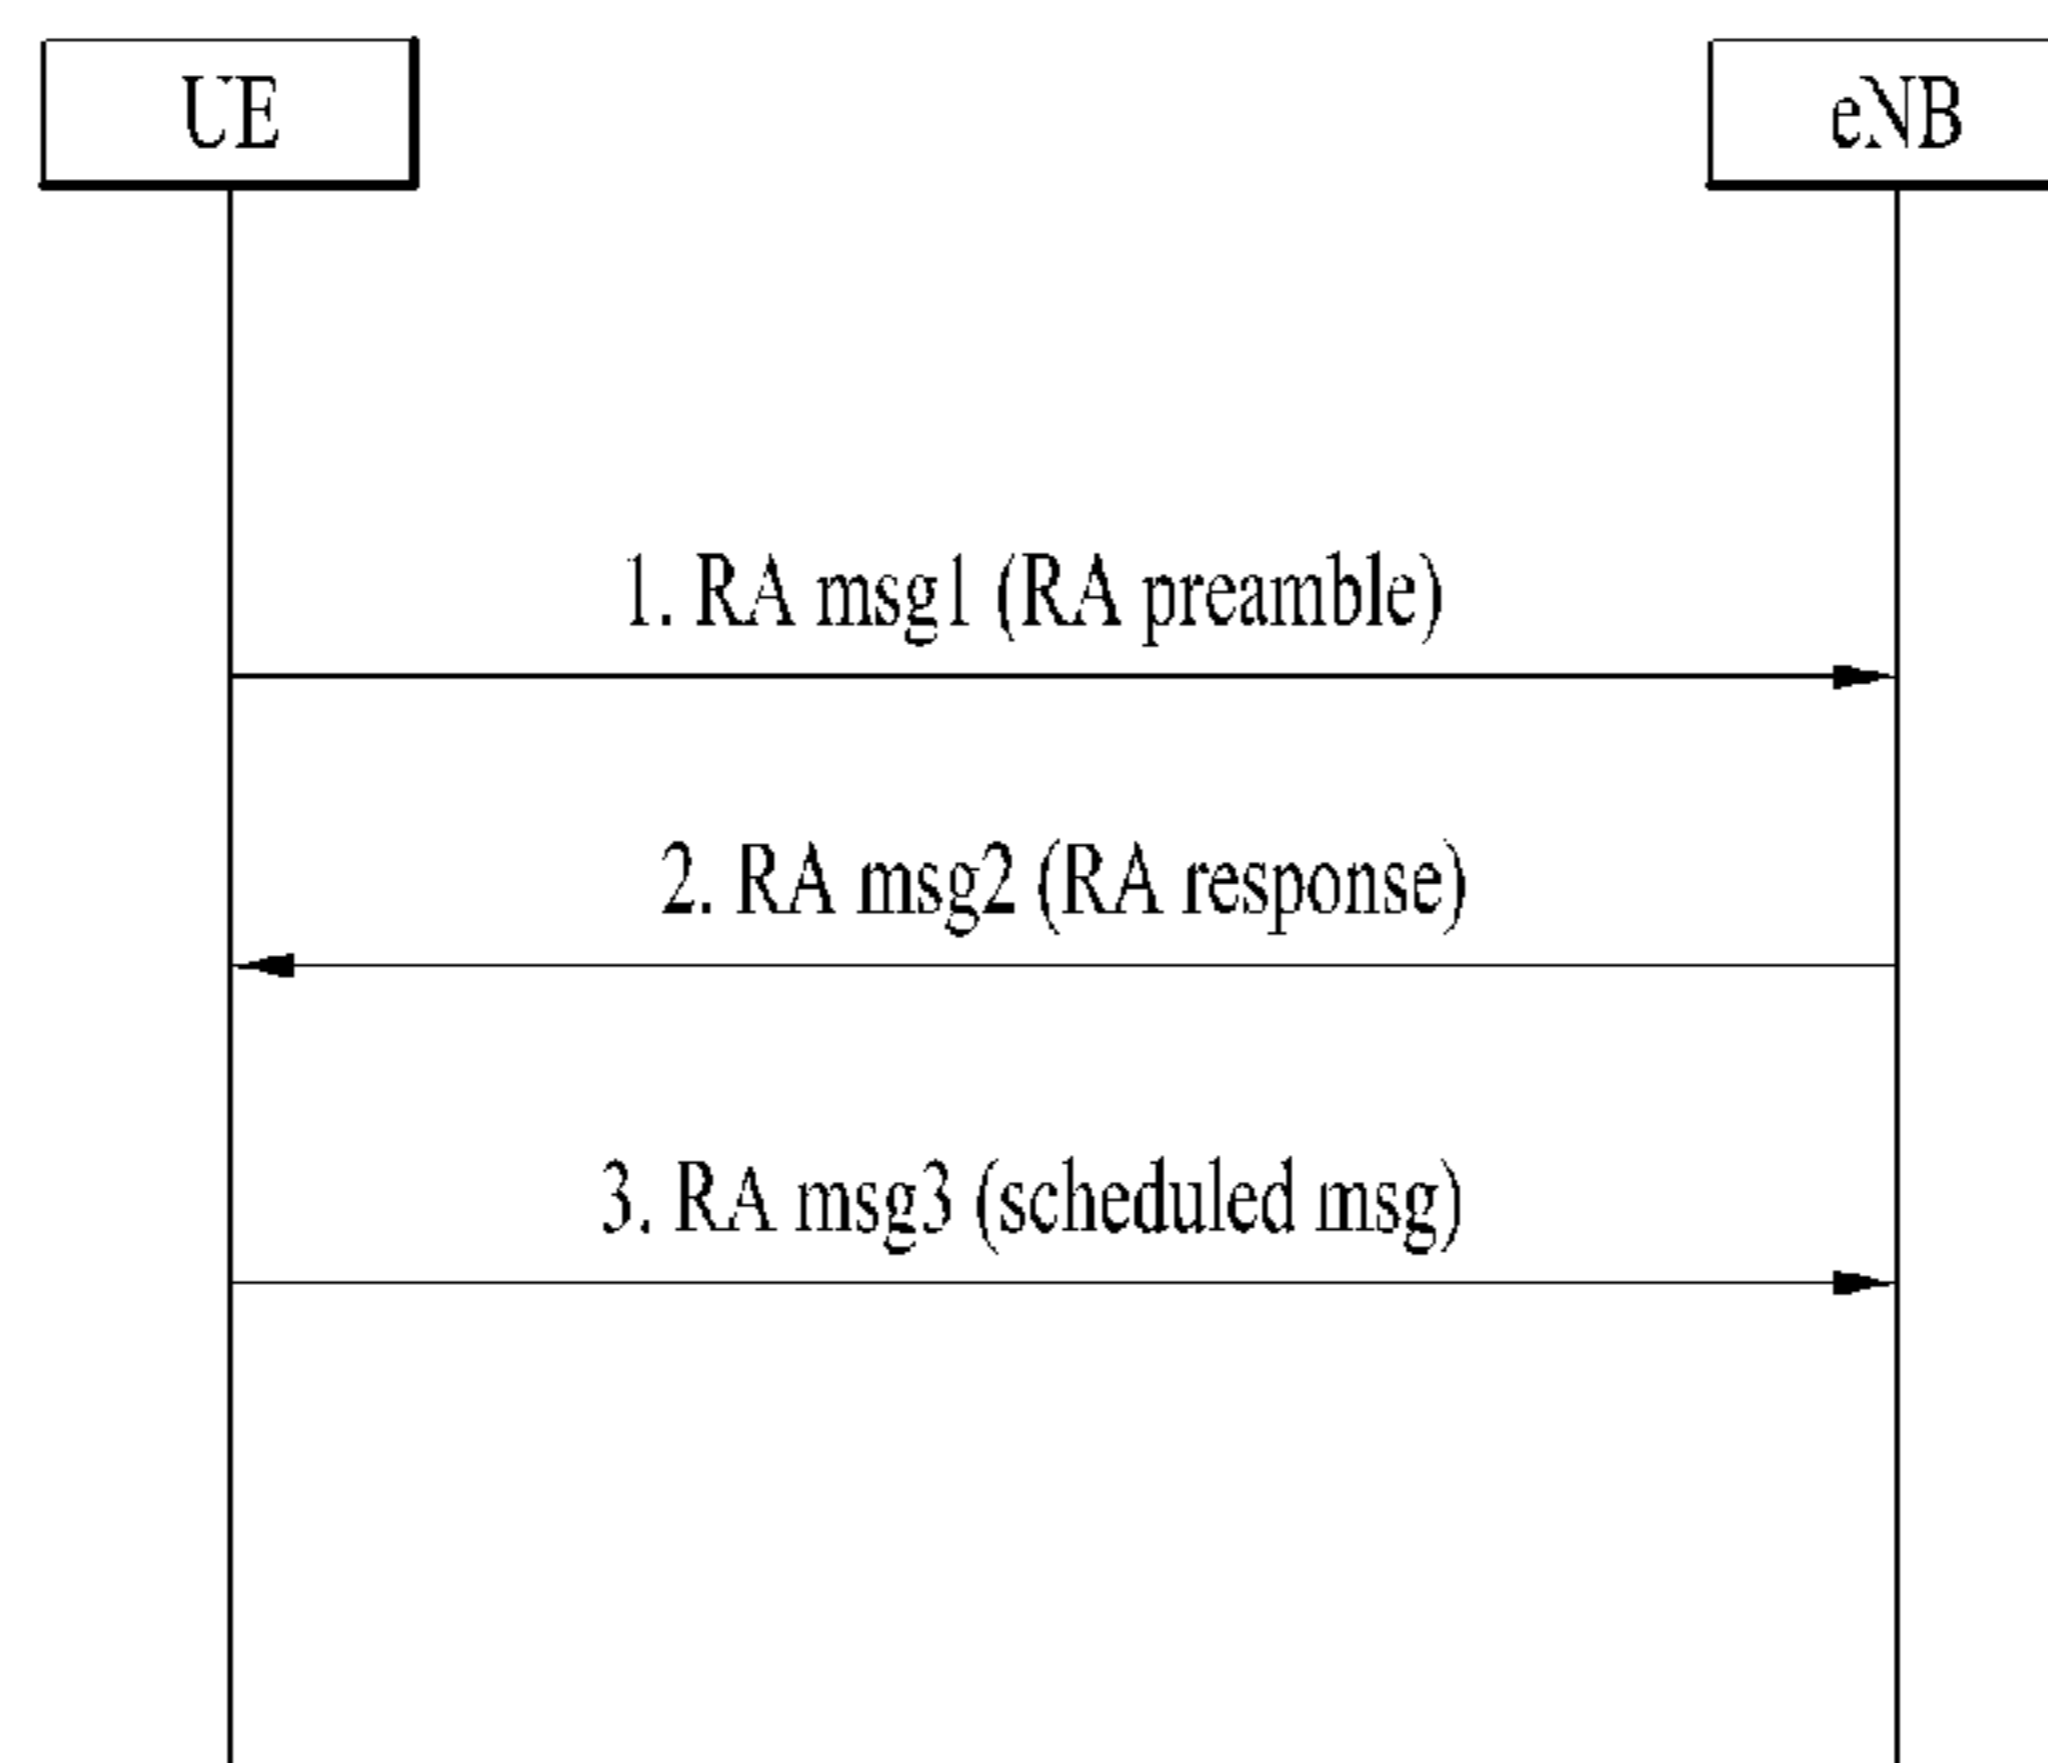 UE
eNB
1. RA msg1 (RA preamble)
2. RA msg2 (RA response)
3. RA msg3 (scheduled msg)